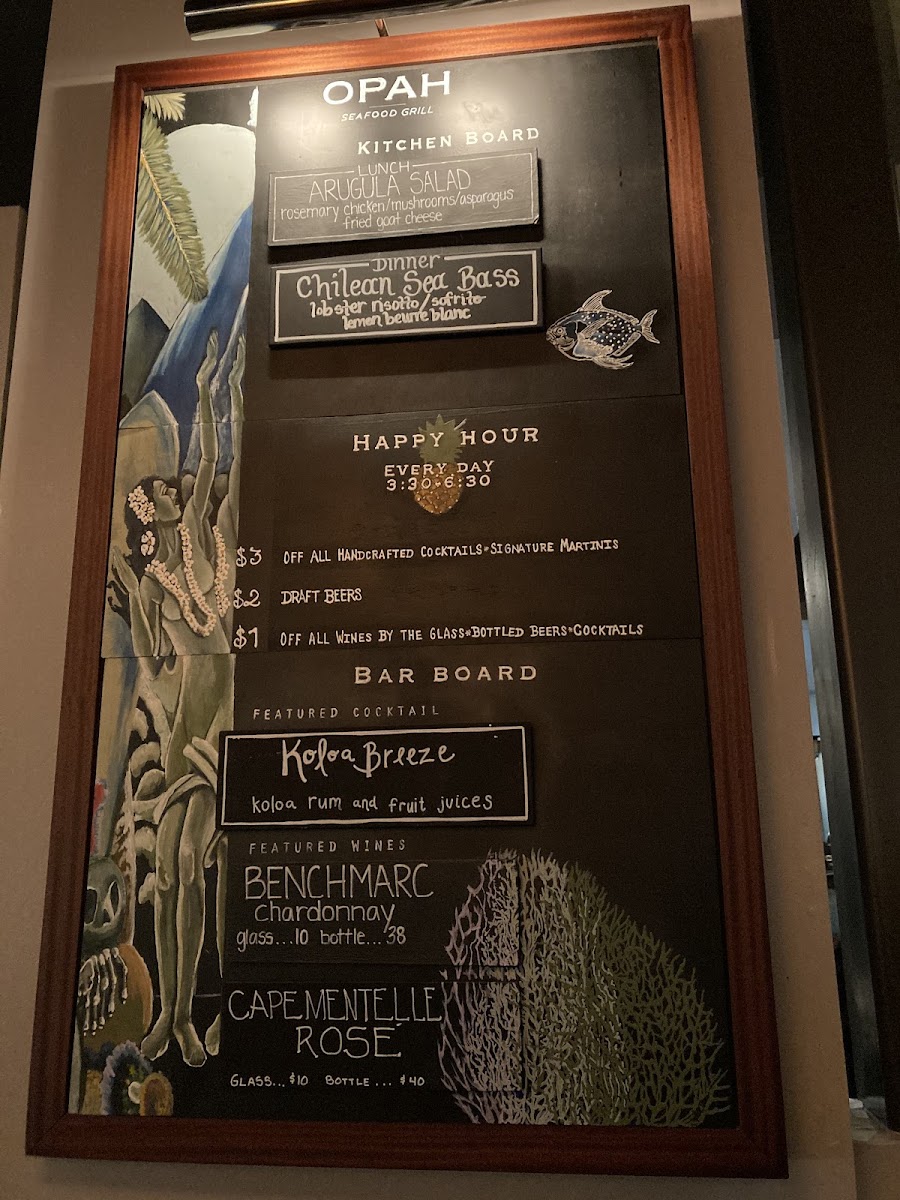 OPAH
SEAFOOD GRILL
KITCHEN BOARD
LUNCH
ARUGULA SALAD
rosemary chicken/mushrooms/asparagus
fried goat cheese
Dinner
Chilean Sea Bass
lobster risotto/sofrito
lemon beurre blanc
HAPPY HOUR
EVERY DAY
3:30-6:30
$3 OFF ALL HANDCRAFTED COCKTAILS*SIGNATURE MARTINIS
$2 DRAFT BEERS
$1 OFF ALL WINES BY THE GLASS*BOTTLED BEERS*COCKTAILS
BAR BOARD
FEATURED COCKTAIL
Koloa Breeze
koloa rum and fruit juices
FEATURED WINES
BENCHMARC
chardonnay
glass...10 bottle...38
CAPE MENTELLE
ROSE
GLASS...$10 BOTTLE...$40